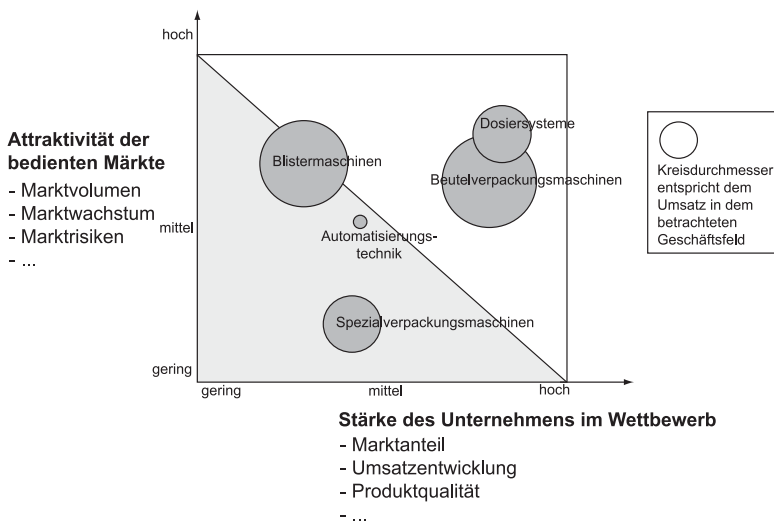 hoch
Attraktivität der
bedienten Märkte
- Marktvolumen
- Marktwachstum
- Marktrisiken
- ...
mittel
gering
Dosiersysteme
Blistermaschinen
Beutelverpackungsmaschinen
Automatisierungs-
technik
Spezialverpackungsmaschinen
Kreisdurchmesser
entspricht dem
Umsatz in dem
betrachteten
Geschäftsfeld
gering
mittel
hoch
Stärke des Unternehmens im Wettbewerb
- Marktanteil
- Umsatzentwicklung
- Produktqualität
- ...